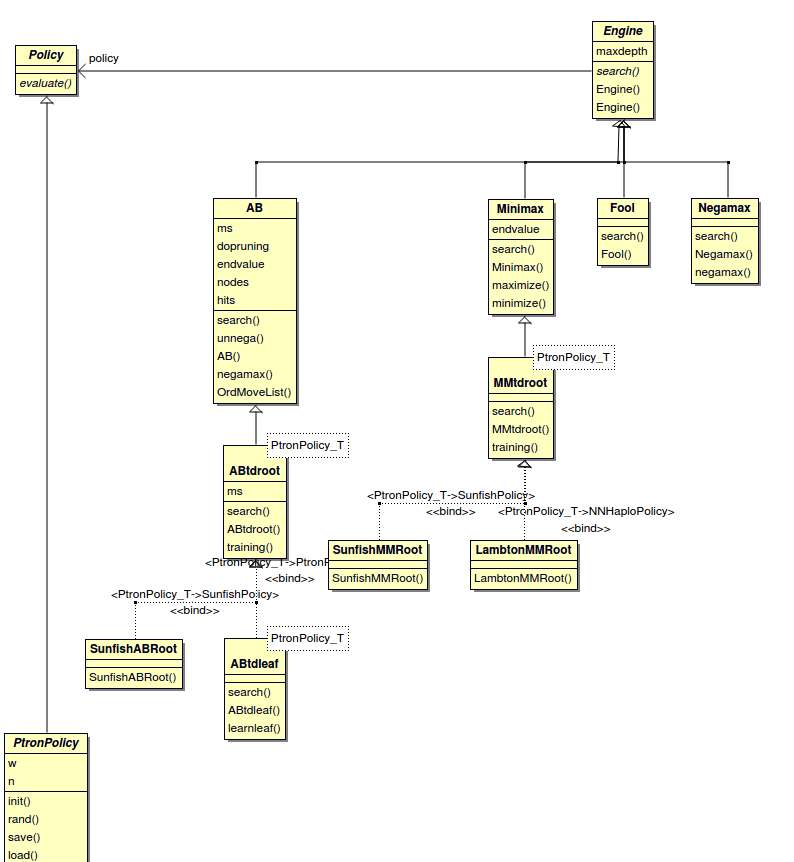 Engine
maxdepth
search()
Engine()
Engine()
Policy
evaluate()
policy
AB
ms
dopruning
endvalue
nodes
hits
search()
unnega()
AB()
negamax()
OrdMoveList()
Minimax
endvalue
search()
Minimax()
maximize()
minimize()
Fool
search()
Fool()
Negamax
search()
Negamax()
negamax()
PtronPolicy_T
MMtdroot
search()
MMtdroot()
training()
PtronPolicy_T
ABtdroot
ms
search()
ABtdroot()
training()
<PtronPolicy_T->SunfishPolicy>
<<bind>>
<PtronPolicy_T->NNHaploPolicy>
<<bind>>
SunfishMMRoot
SunfishMMRoot()
LambtonMMRoot
LambtonMMRoot()
<PtronPolicy_T->PtronP
<<bind>>
<PtronPolicy_T->SunfishPolicy>
<<bind>>
SunfishABRoot
SunfishABRoot()
PtronPolicy_T
ABtdleaf
search()
ABtdleaf()
learnleaf()
PtronPolicy
w
n
init()
rand()
save()
load()